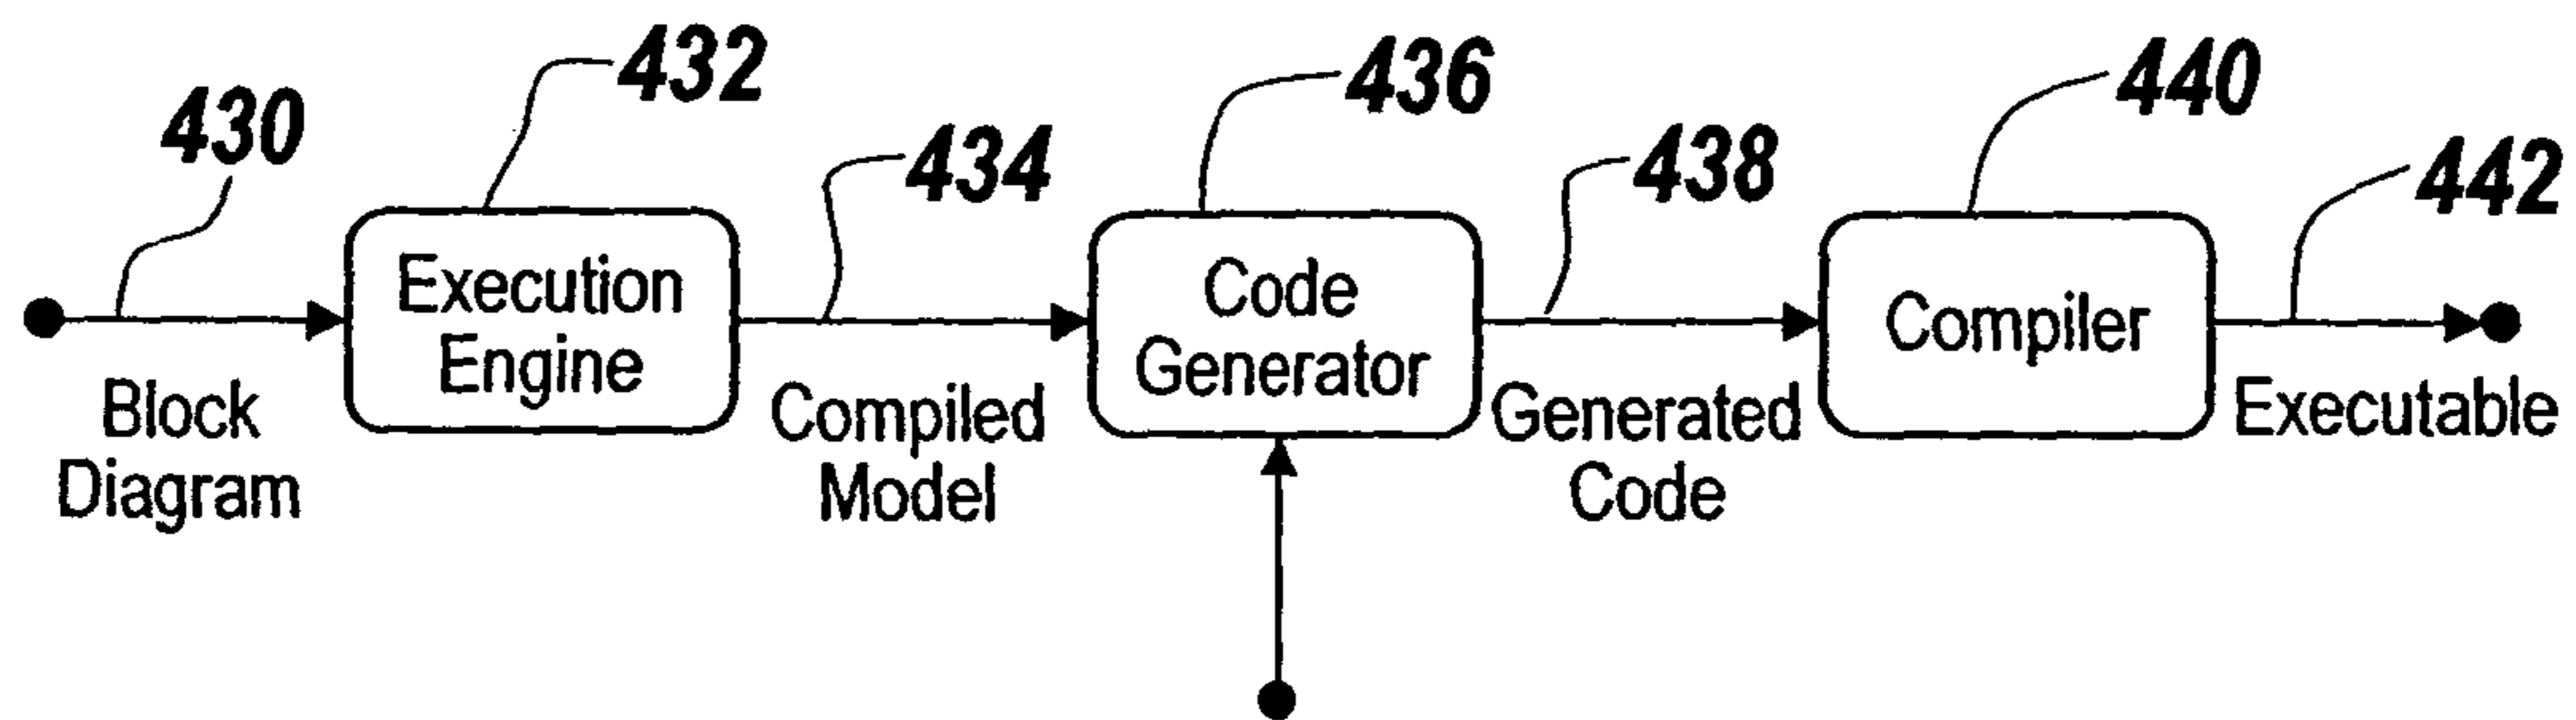 430
432
434
436
438
440
442
Execution
Engine
Code
Generator
Compiler
Block
Diagram
Compiled
Model
Generated
Code
Executable